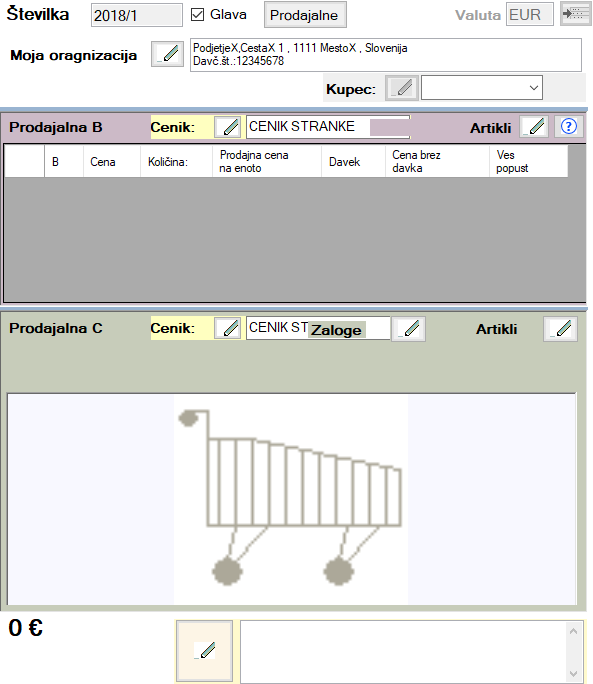 Številka 2018/1 Glava Prodajalne Valuta EUR
Moja oragnizacija
PodjetjeX,CestaX 1 , 1111 MestoX , Slovenija
Davč.št.:12345678
Kupec:
Prodajalna B Cenik: CENIK STRANKE Artikli ?
B Cena Količina: Prodajna cena na enoto Davek Cena brez davka Ves popust
Prodajalna C Cenik: CENIK ST Zaloge Artikli
0 €